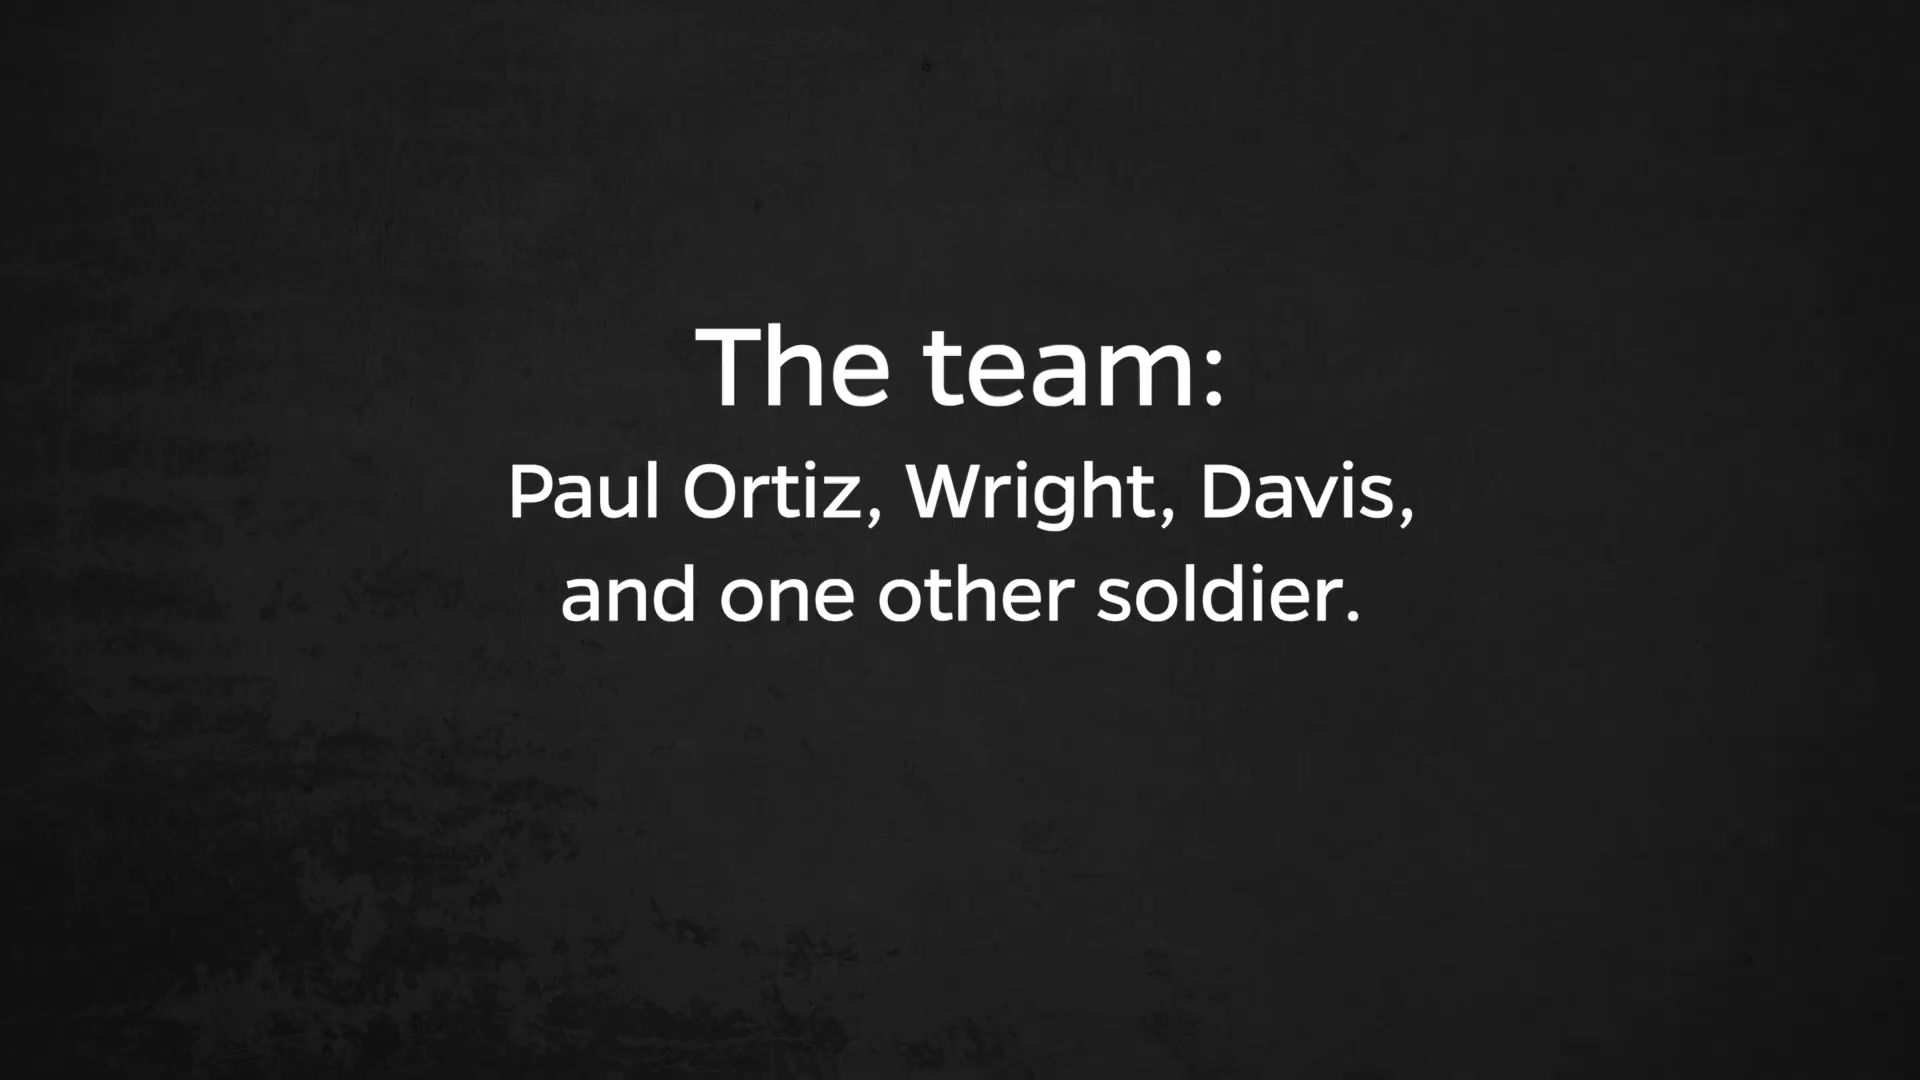 The team:
Paul Ortiz, Wright, Davis,
and one other soldier.